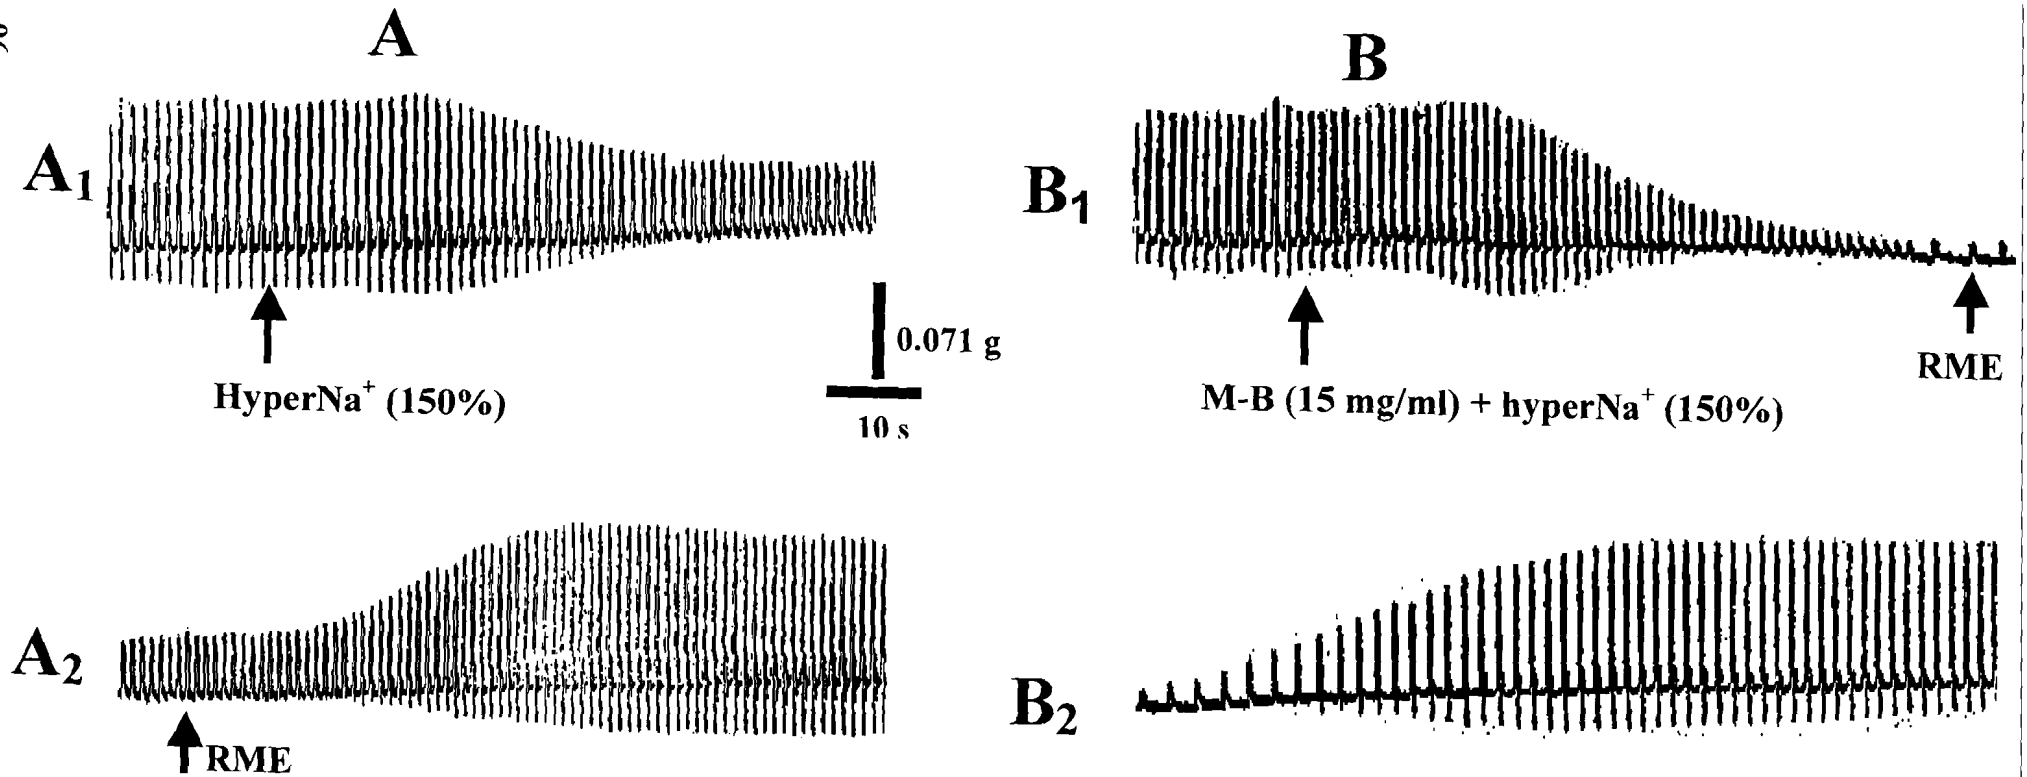 A
B
A1
B1
0.071 g
10 s
HyperNa+ (150%)
M-B (15 mg/ml) + hyperNa+ (150%)
RME
A2
B2
RME